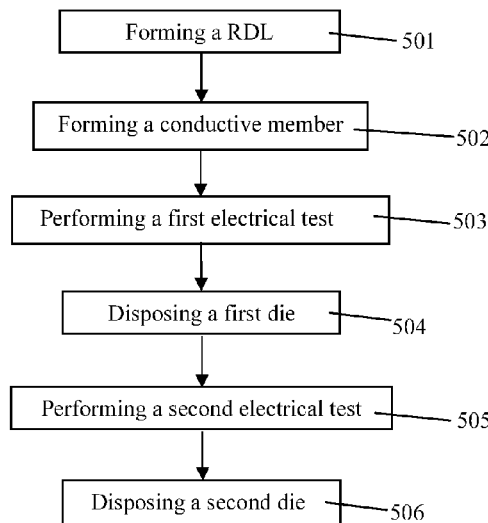 Forming a RDL
501
Forming a conductive member
502
Performing a first electrical test
503
Disposing a first die
504
Performing a second electrical test
505
Disposing a second die
506